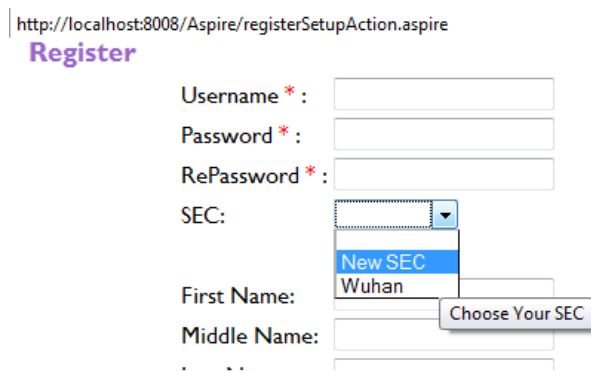 http://localhost:8008/Aspire/registerSetupAction.aspire
Register
Username * :
Password * :
RePassword * :
SEC:
New SEC
Wuhan
First Name:
Choose Your SEC
Middle Name: